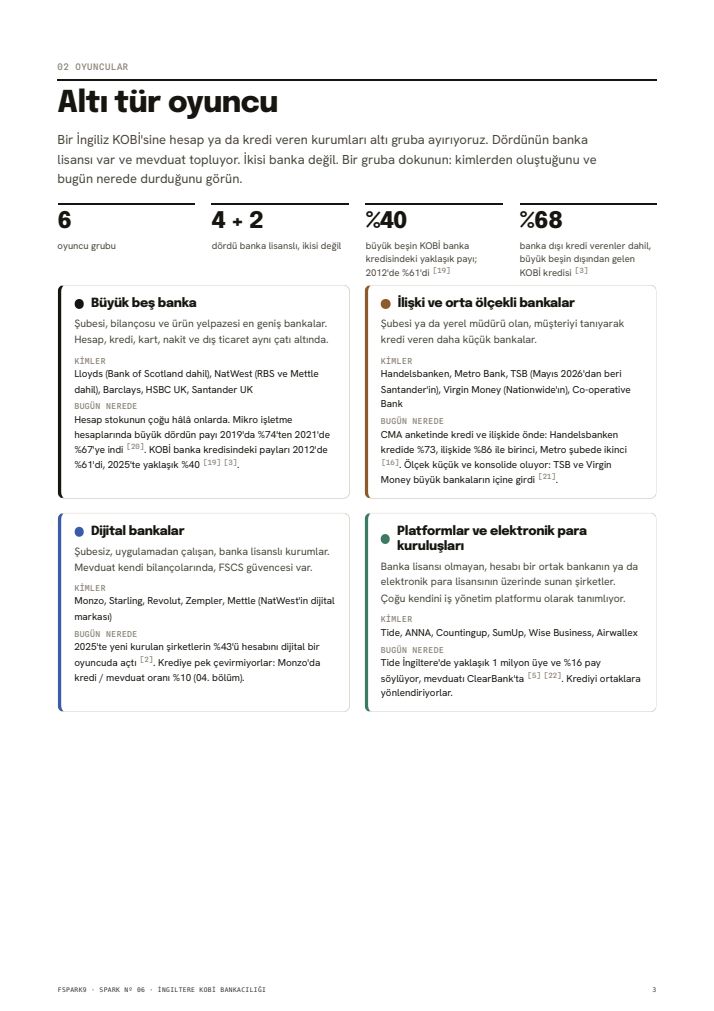 02 OYUNCULAR
Altı tür oyuncu
Bir İngiliz KOBİ'sine hesap ya da kredi veren kurumları altı gruba ayırıyoruz. Dördünün banka
lisansı var ve mevduat topluyor. İkisi banka değil. Bir gruba dokunun: kimlerden oluştuğunu ve
bugün nerede durduğunu görün.
6
oyuncu grubu
4 + 2
dördü banka lisanslı, ikisi değil
%40
büyük beşin KOBİ banka
kredisindeki yaklaşık payı;
2012'de %61'di [19]
%68
banka dışı kredi verenler dahil,
büyük beşin dışından gelen
KOBİ kredisi [3]
Büyük beş banka
Şubesi, bilançosu ve ürün yelpazesi en geniş bankalar.
Hesap, kredi, kart, nakit ve dış ticaret aynı çatı altında.
KİMLER
Lloyds (Bank of Scotland dahil), NatWest (RBS ve Mettle
dahil), Barclays, HSBC UK, Santander UK
BUGÜN NEREDE
Hesap stokunun çoğu hâlâ onlarda. Mikro işletme
hesaplarında büyük dördün payı 2019'da %74'ten 2021'de
%67'ye indi [20]. KOBİ banka kredisindeki payları 2012'de
%61'di, 2025'te yaklaşık %40 [19] [3].
İlişki ve orta ölçekli bankalar
Şubesi ya da yerel müdürü olan, müşteriyi tanıyarak
kredi veren daha küçük bankalar.
KİMLER
Handelsbanken, Metro Bank, TSB (Mayıs 2026'dan beri
Santander'in), Virgin Money (Nationwide'ın), Co-operative
Bank
BUGÜN NEREDE
CMA anketinde kredi ve ilişkide önde: Handelsbanken
kredide %73, ilişkide %86 ile birinci, Metro şubede ikinci
[16]. Ölçek küçük ve konsolide oluyor: TSB ve Virgin
Money büyük bankaların içine girdi [21].
Dijital bankalar
Şubesiz, uygulamadan çalışan, banka lisanslı kurumlar.
Mevduat kendi bilançolarında, FSCS güvencesi var.
KİMLER
Monzo, Starling, Revolut, Zempler, Mettle (NatWest'in dijital
markası)
BUGÜN NEREDE
2025'te yeni kurulan şirketlerin %43'ü hesabını dijital bir
oyuncuda açtı [2]. Krediye pek çevirmiyorlar: Monzo'da
kredi / mevduat oranı %10 (04. bölüm).
Platformlar ve elektronik para
kuruluşları
Banka lisansı olmayan, hesabı bir ortak bankanın ya da
elektronik para lisansının üzerinde sunan şirketler.
Çoğu kendini iş yönetim platformu olarak tanımlıyor.
KİMLER
Tide, ANNA, Countingup, SumUp, Wise Business, Airwallex
BUGÜN NEREDE
Tide İngiltere'de yaklaşık 1 milyon üye ve %16 pay
söylüyor, mevduatı ClearBank'ta [5] [22]. Krediyi ortaklara
yönlendiriyorlar.
FSPARK9 · SPARK Nº 06 · İNGİLTERE KOBİ BANKACILIĞI
3